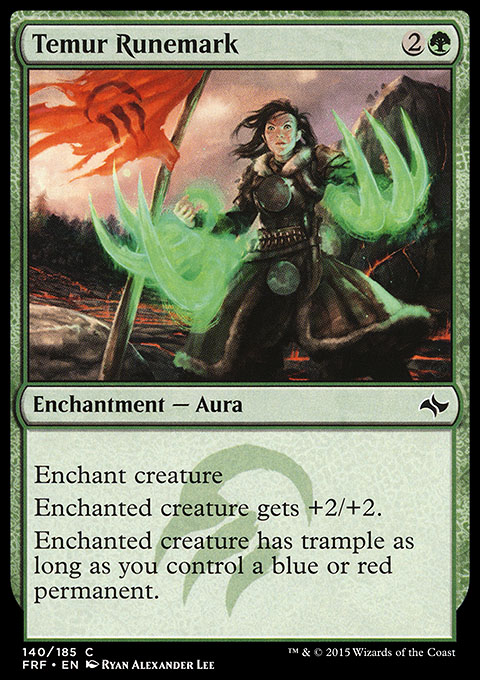 Temur Runemark 2
Enchantment — Aura
Enchant creature
Enchanted creature gets +2/+2.
Enchanted creature has trample as
long as you control a blue or red
permanent.
140/185 C
FRF • EN Ryan Alexander Lee
™ & © 2015 Wizards of the Coast